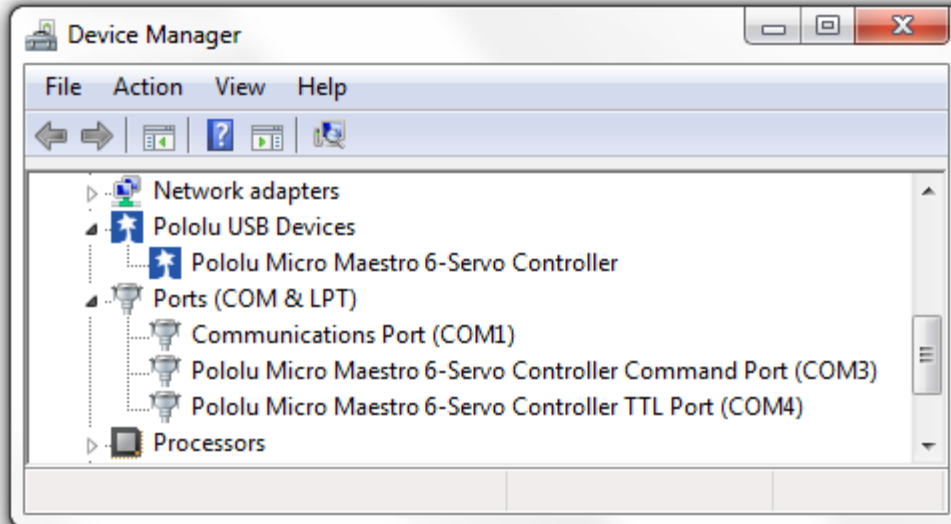 Device Manager
File Action View Help
Network adapters
Pololu USB Devices
Pololu Micro Maestro 6-Servo Controller
Ports (COM & LPT)
Communications Port (COM1)
Pololu Micro Maestro 6-Servo Controller Command Port (COM3)
Pololu Micro Maestro 6-Servo Controller TTL Port (COM4)
Processors